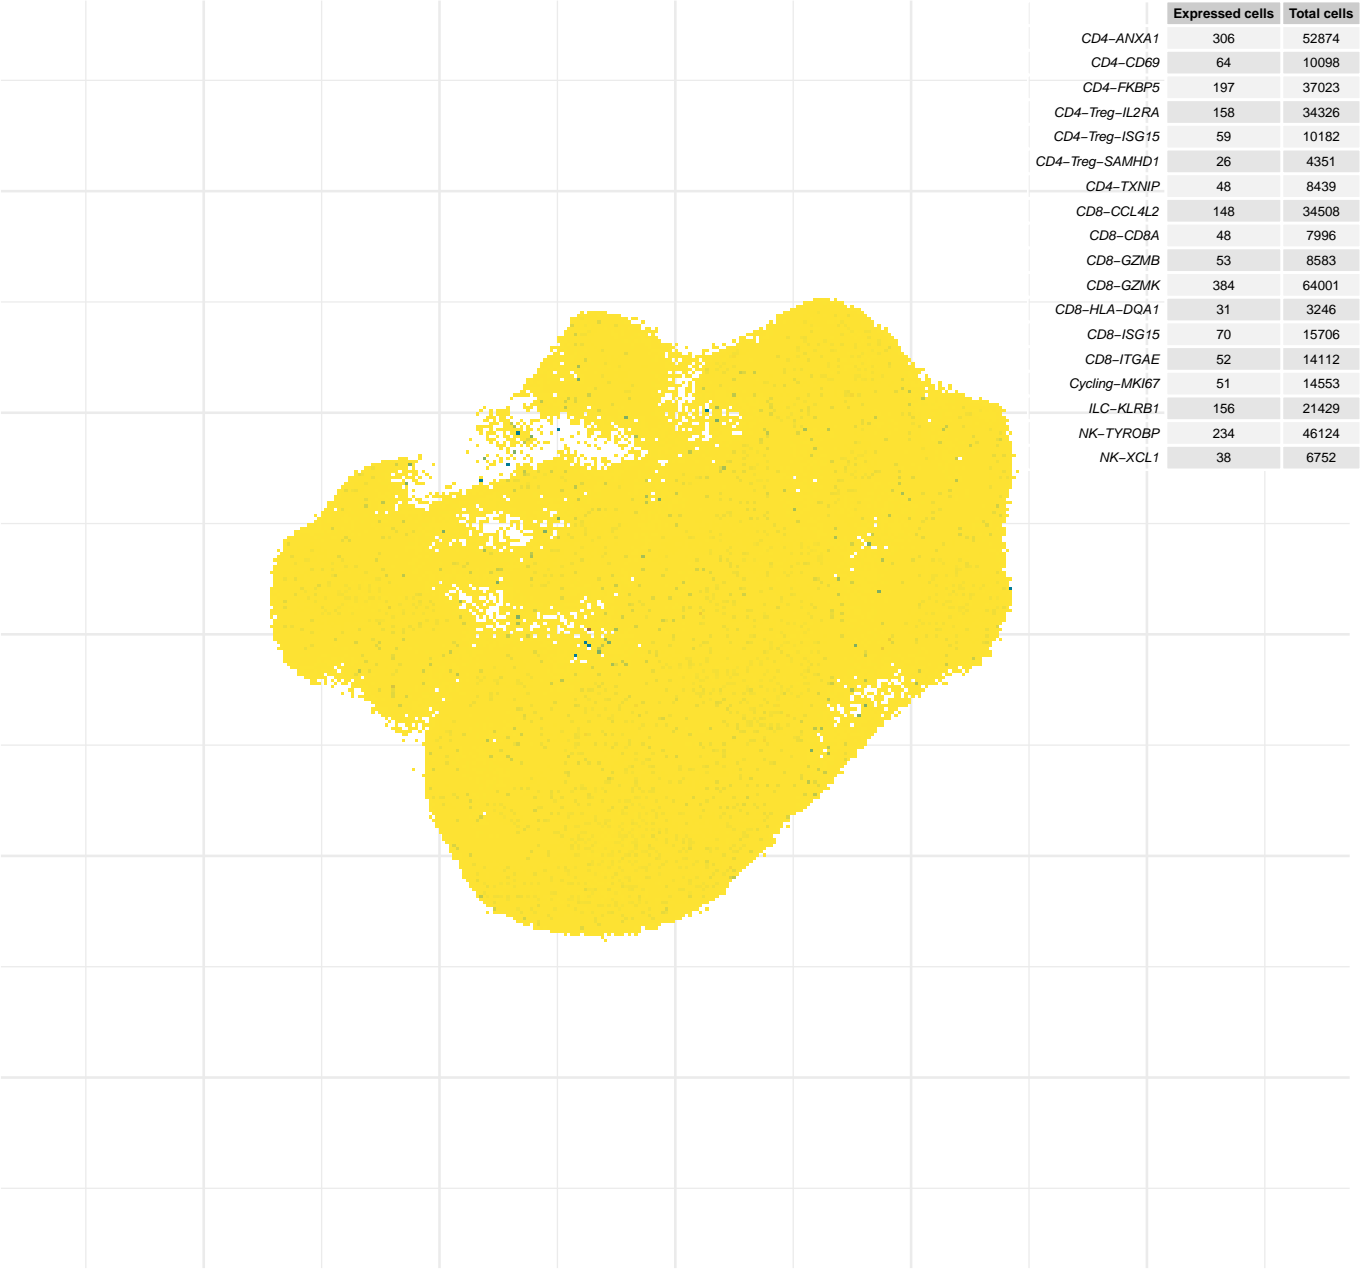 Expressed cells Total cells
CD4−ANXA1 306 52874
CD4−CD69 64 10098
CD4−FKBP5 197 37023
CD4−Treg−IL2RA 158 34326
CD4−Treg−ISG15 59 10182
CD4−Treg−SAMHD1 26 4351
CD4−TXNIP 48 8439
CD8−CCL4L2 148 34508
CD8−CD8A 48 7996
CD8−GZMB 53 8583
CD8−GZMK 384 64001
CD8−HLA−DQA1 31 3246
CD8−ISG15 70 15706
CD8−ITGAE 52 14112
Cycling−MKI67 51 14553
ILC−KLRB1 156 21429
NK−TYROBP 234 46124
NK−XCL1 38 6752